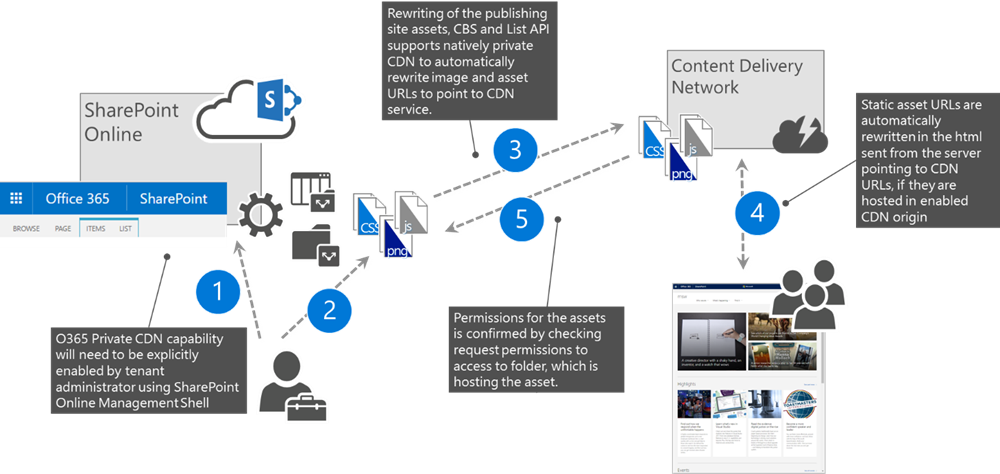 Rewriting of the publishing
site assets, CBS and List API
supports natively private
CDN to automatically
rewrite image and asset
URLs to point to CDN
service.
SharePoint
Online
S
Office 365
SharePoint
BROWSE PAGE ITEMS LIST
CSS
js
png
1
2
3
5
4
Content Delivery
Network
CSS
js
png
Static asset URLs are
automatically
rewritten in the html
sent from the server
pointing to CDN
URLs, if they are
hosted in enabled
CDN origin
O365 Private CDN capability
will need to be explicitly
enabled by tenant
administrator using SharePoint
Online Management Shell
Permissions for the assets
is confirmed by checking
request permissions to
access to folder, which is
hosting the asset.
Highlights
TOASTMASTERS
Events